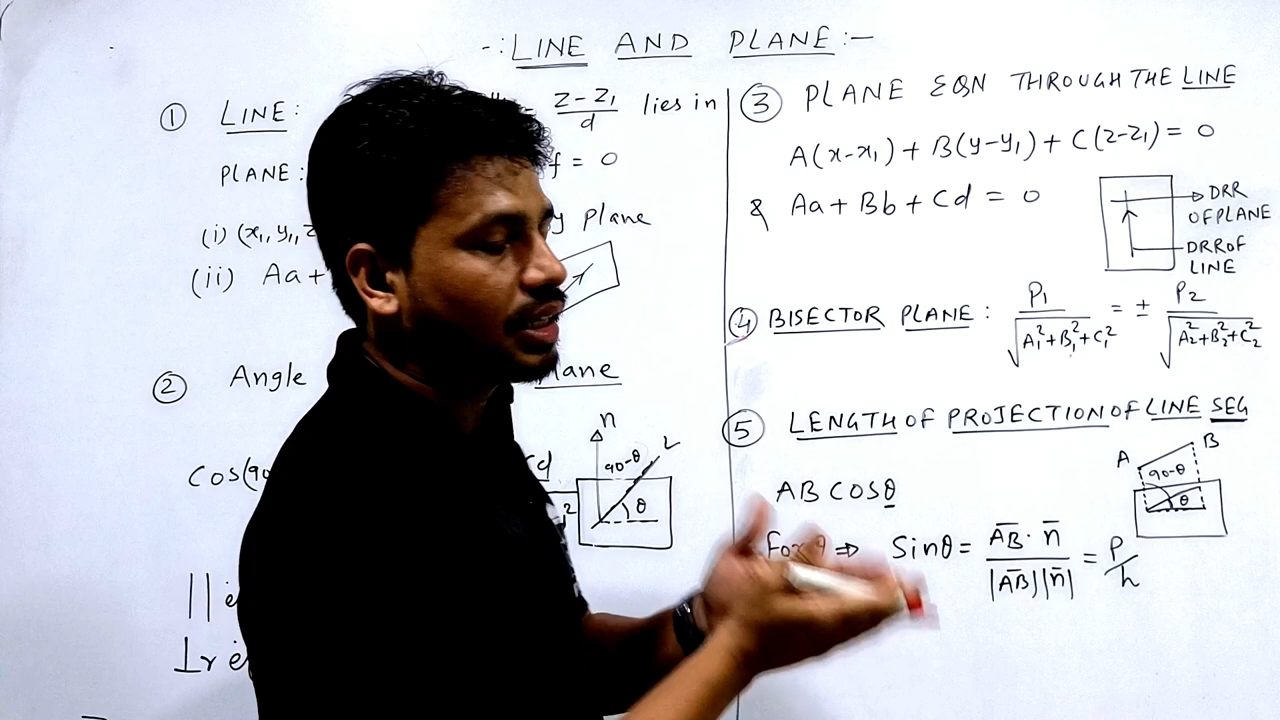 -: LINE AND PLANE :-
① LINE: = z-z₁/d lies in
PLANE: f = 0
(i) (x₁, y₁, z y plane
(ii) Aa +
② Angle lane
cos(90 cd
₁²
n
L
90-θ
θ
||
⊥r
③ PLANE EQN THROUGH THE LINE
A(x-x₁) + B(y-y₁) + C(z-z₁) = 0
& Aa + Bb + Cd = 0
DRR
OF PLANE
DRR OF
LINE
④ BISECTOR PLANE : P₁/√A₁²+B₁²+C₁² = ± P₂/√A₂²+B₂²+C₂²
⑤ LENGTH OF PROJECTION OF LINE SEG
A B
90-θ
θ
AB COSθ
For θ ⇒ Sinθ = A̅B̅ · n̅/|A̅B̅||n̅| = P/h